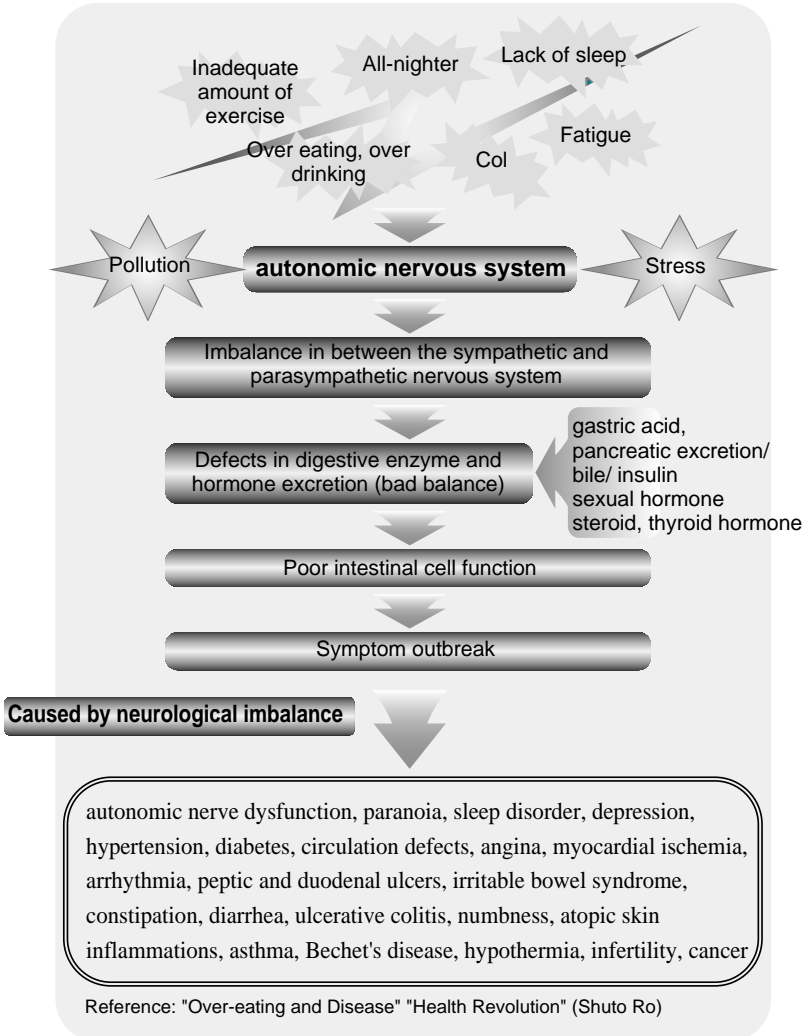 Inadequate
amount of
exercise
All-nighter
Lack of sleep
Over eating, over
drinking
Col
Fatigue
Pollution
autonomic nervous system
Stress
Imbalance in between the sympathetic and
parasympathetic nervous system
Defects in digestive enzyme and
hormone excretion (bad balance)
gastric acid,
pancreatic excretion/
bile/ insulin
sexual hormone
steroid, thyroid hormone
Poor intestinal cell function
Symptom outbreak
Caused by neurological imbalance
autonomic nerve dysfunction, paranoia, sleep disorder, depression,
hypertension, diabetes, circulation defects, angina, myocardial ischemia,
arrhythmia, peptic and duodenal ulcers, irritable bowel syndrome,
constipation, diarrhea, ulcerative colitis, numbness, atopic skin
inflammations, asthma, Bechet's disease, hypothermia, infertility, cancer
Reference: "Over-eating and Disease" "Health Revolution" (Shuto Ro)